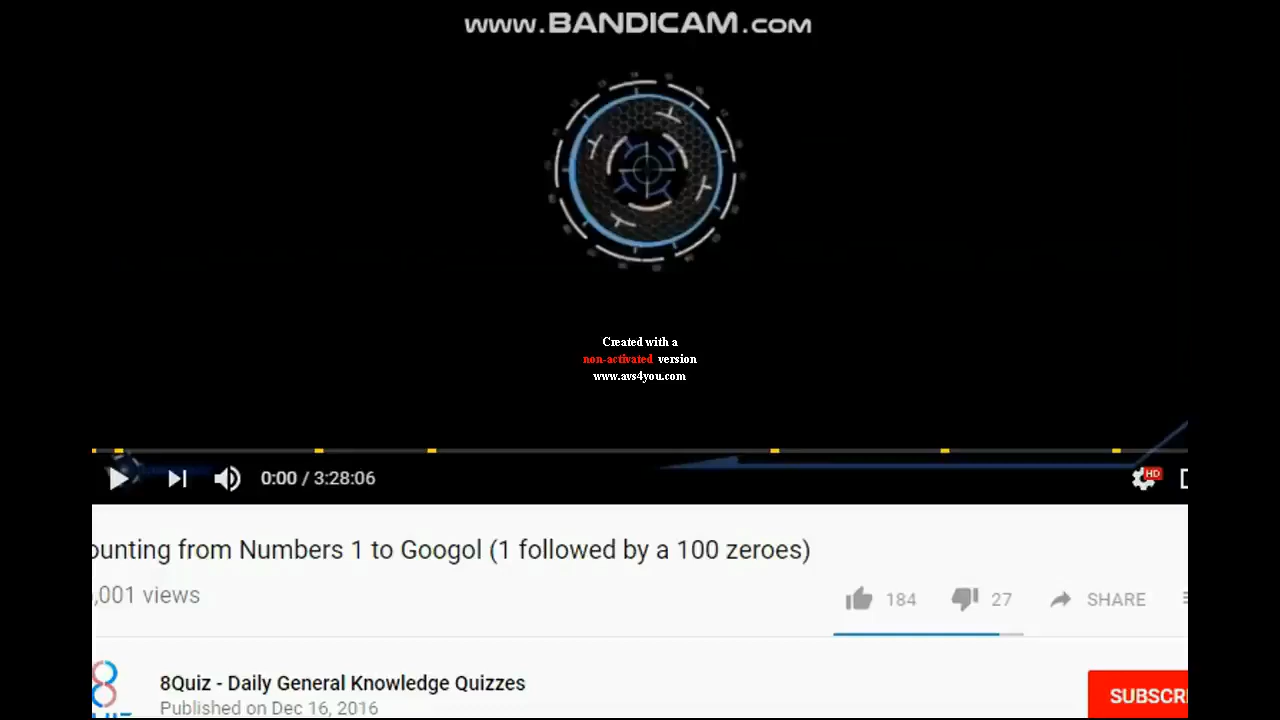 www.BANDICAM.com
Created with a
non-activated version
www.avs4you.com
0:00 / 3:28:06
HD
ounting from Numbers 1 to Googol (1 followed by a 100 zeroes)
,001 views
184
27
SHARE
8Quiz - Daily General Knowledge Quizzes
SUBSCR
Published on Dec 16, 2016